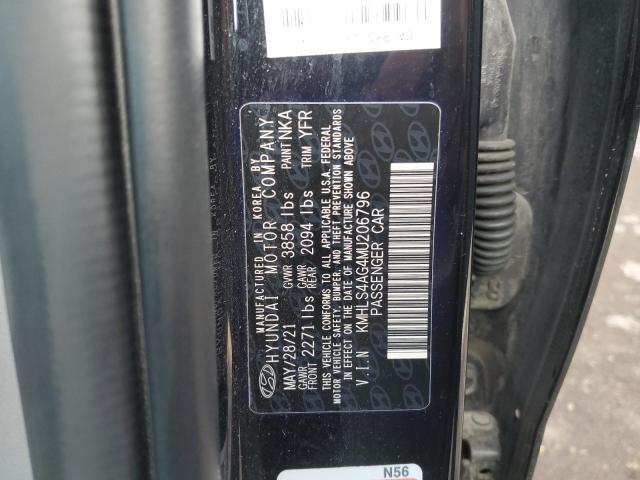 MANUFACTURED IN KOREA BY
HYUNDAI MOTOR COMPANY
MAY/28/21 GVWR 3858 lbs PAINT NKA
GAWR FRONT 2271 lbs GAWR REAR 2094 lbs TRIM YFR
THIS VEHICLE CONFORMS TO ALL APPLICABLE U.S.A. FEDERAL
MOTOR VEHICLE SAFETY, BUMPER, AND THEFT PREVENTION STANDARDS
IN EFFECT ON THE DATE OF MANUFACTURE SHOWN ABOVE
V.I.N KMHLS4AG4MU206796
PASSENGER CAR
N56